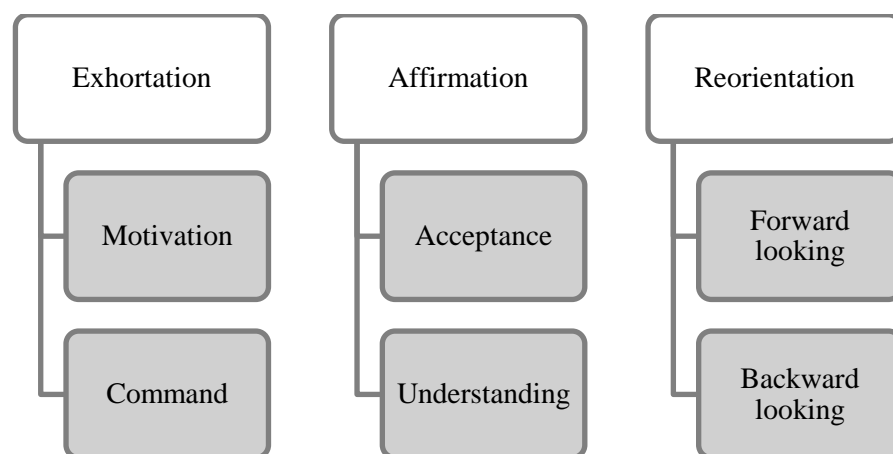 Exhortation
Motivation
Command
Affirmation
Acceptance
Understanding
Reorientation
Forward
looking
Backward
looking